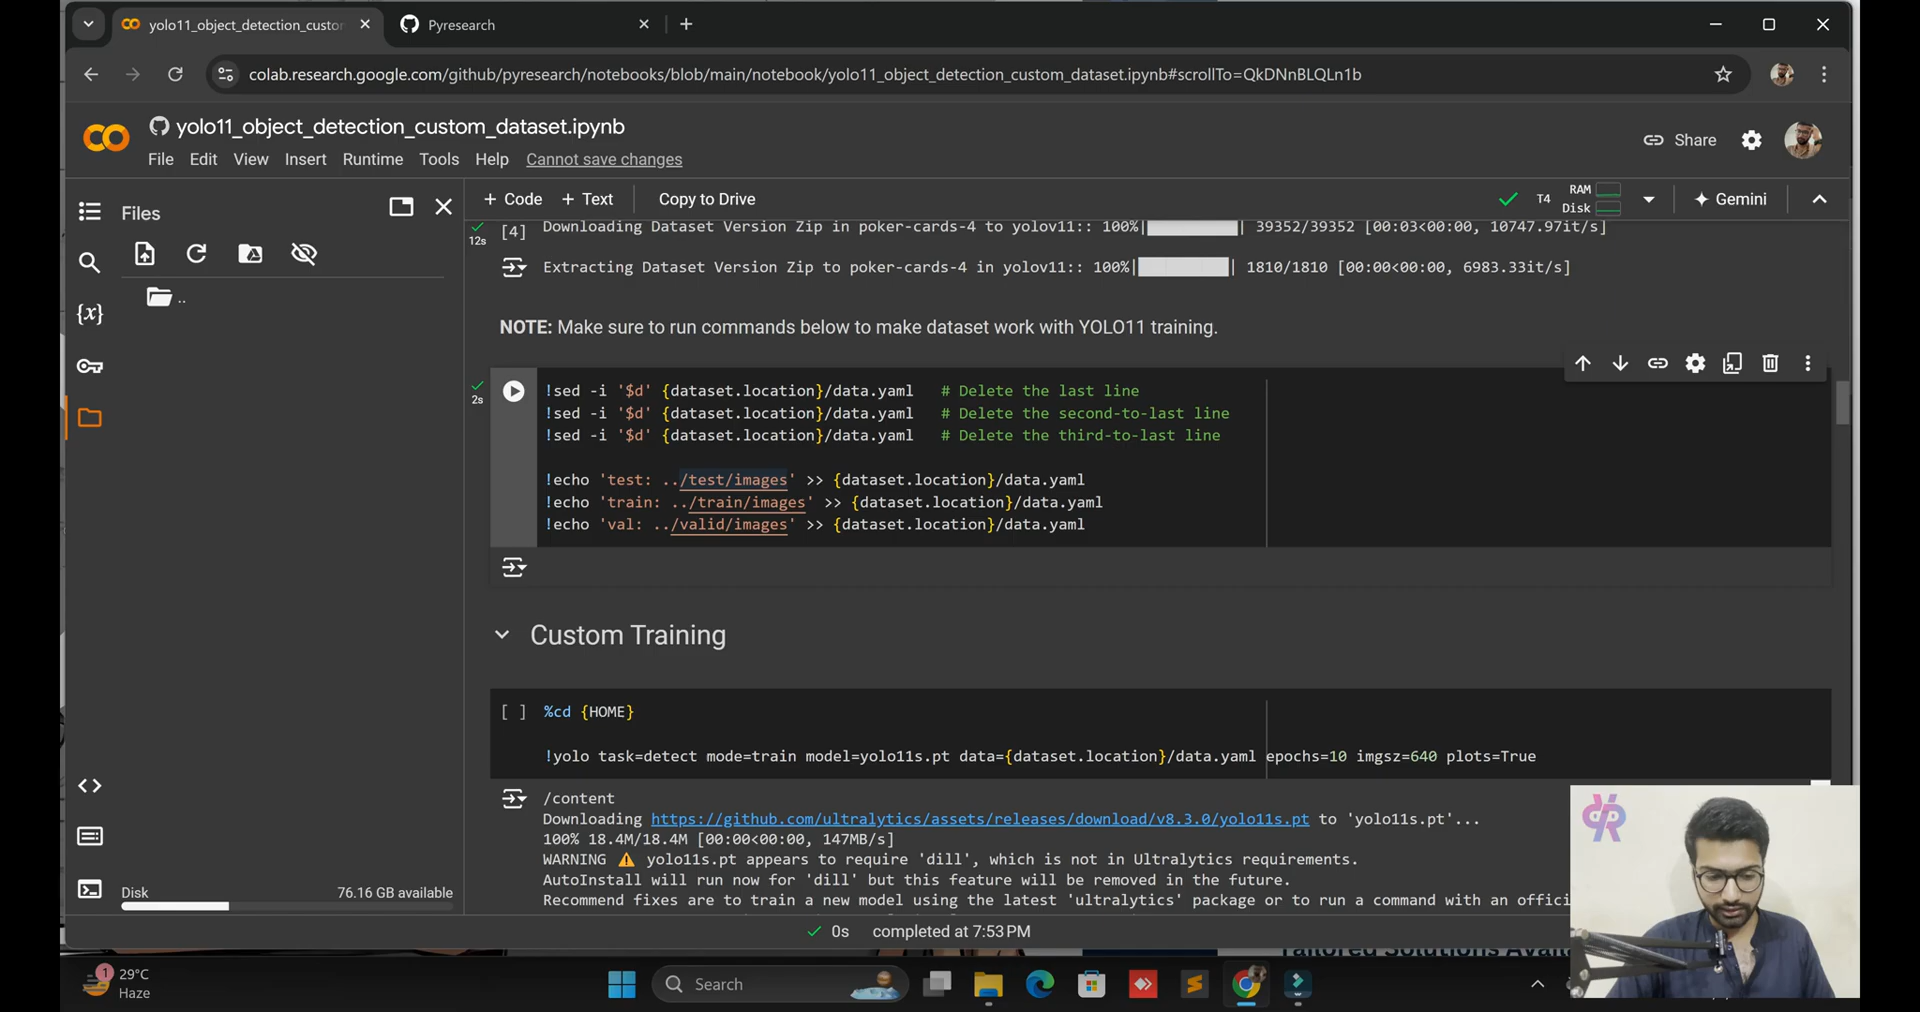 yolo11_object_detection_custom
Pyresearch
colab.research.google.com/github/pyresearch/notebooks/blob/main/notebook/yolo11_object_detection_custom_dataset.ipynb#scrollTo=QkDNnBLQLn1b
yolo11_object_detection_custom_dataset.ipynb
File Edit View Insert Runtime Tools Help Cannot save changes
Share
Files
+ Code + Text Copy to Drive
T4 RAM
Disk
Gemini
12s
[4] Downloading Dataset Version Zip in poker-cards-4 to yolov11:: 100%| | 39352/39352 [00:03<00:00, 10747.97it/s]
Extracting Dataset Version Zip to poker-cards-4 in yolov11:: 100%| | 1810/1810 [00:00<00:00, 6983.33it/s]
..
{x}
NOTE: Make sure to run commands below to make dataset work with YOLO11 training.
2s
!sed -i '$d' {dataset.location}/data.yaml # Delete the last line
!sed -i '$d' {dataset.location}/data.yaml # Delete the second-to-last line
!sed -i '$d' {dataset.location}/data.yaml # Delete the third-to-last line
!echo 'test: ../test/images' >> {dataset.location}/data.yaml
!echo 'train: ../train/images' >> {dataset.location}/data.yaml
!echo 'val: ../valid/images' >> {dataset.location}/data.yaml
Custom Training
[ ] %cd {HOME}
!yolo task=detect mode=train model=yolo11s.pt data={dataset.location}/data.yaml epochs=10 imgsz=640 plots=True
/content
Downloading https://github.com/ultralytics/assets/releases/download/v8.3.0/yolo11s.pt to 'yolo11s.pt'...
100% 18.4M/18.4M [00:00<00:00, 147MB/s]
WARNING ⚠️ yolo11s.pt appears to require 'dill', which is not in Ultralytics requirements.
AutoInstall will run now for 'dill' but this feature will be removed in the future.
Recommend fixes are to train a new model using the latest 'ultralytics' package or to run a command with an offici
Disk 76.16 GB available
0s completed at 7:53 PM
1
29°C
Haze
Search